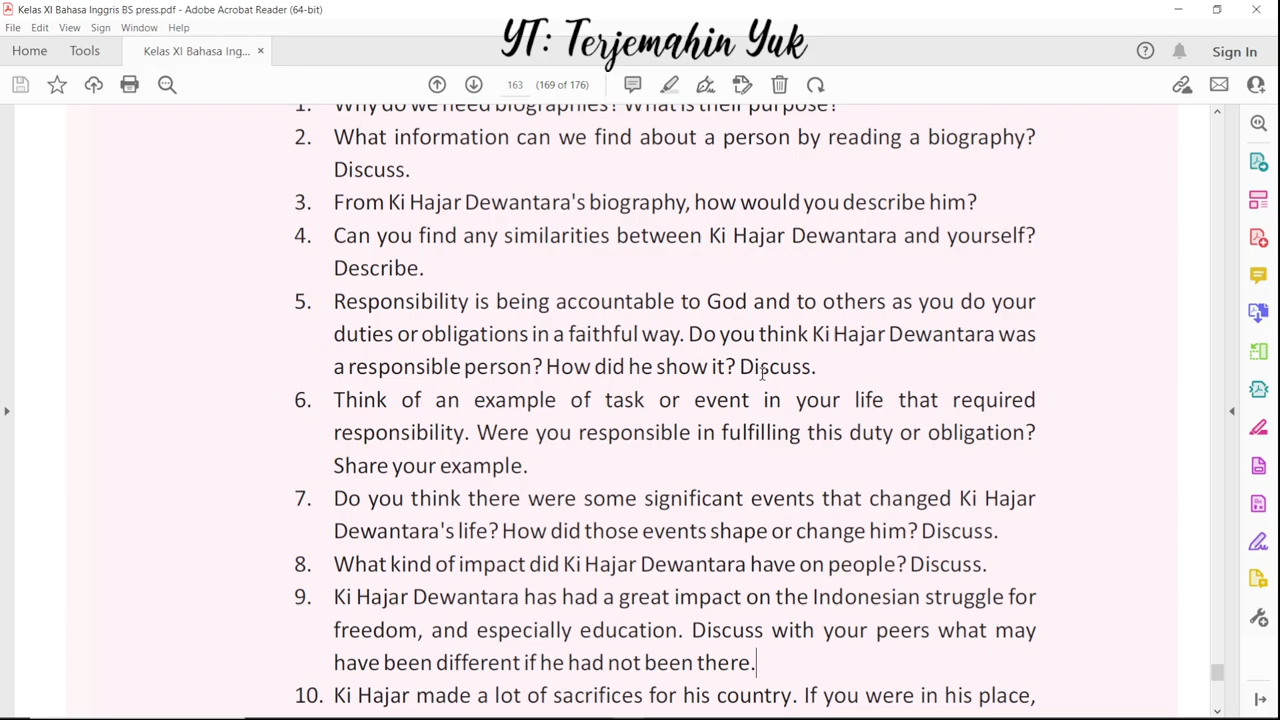 Kelas XI Bahasa Inggris BS press.pdf - Adobe Acrobat Reader (64-bit)
File Edit View Sign Window Help
YT: Terjemahin Yuk
Home Tools Kelas XI Bahasa Ing... × Sign In
163 (169 of 176)
1. Why do we need biographies? What is their purpose?
2. What information can we find about a person by reading a biography?
Discuss.
3. From Ki Hajar Dewantara's biography, how would you describe him?
4. Can you find any similarities between Ki Hajar Dewantara and yourself?
Describe.
5. Responsibility is being accountable to God and to others as you do your
duties or obligations in a faithful way. Do you think Ki Hajar Dewantara was
a responsible person? How did he show it? Discuss.
6. Think of an example of task or event in your life that required
responsibility. Were you responsible in fulfilling this duty or obligation?
Share your example.
7. Do you think there were some significant events that changed Ki Hajar
Dewantara's life? How did those events shape or change him? Discuss.
8. What kind of impact did Ki Hajar Dewantara have on people? Discuss.
9. Ki Hajar Dewantara has had a great impact on the Indonesian struggle for
freedom, and especially education. Discuss with your peers what may
have been different if he had not been there.
10. Ki Hajar made a lot of sacrifices for his country. If you were in his place,